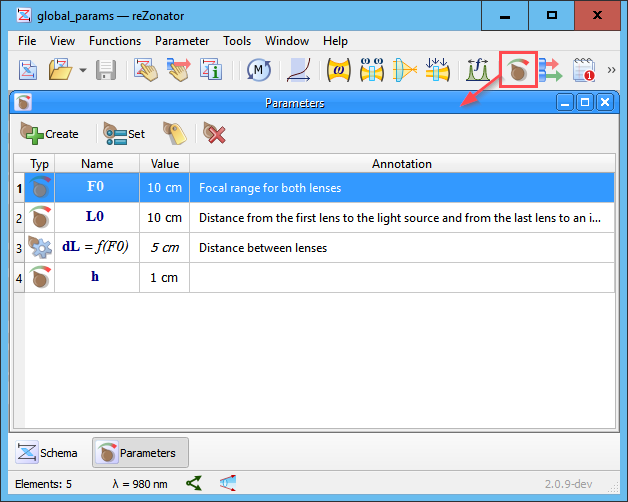 global_params — reZonator
File View Functions Parameter Tools Window Help
M ω ω ω f 1 »
Parameters
Create Set
Typ Name Value Annotation
1 F0 10 cm Focal range for both lenses
2 L0 10 cm Distance from the first lens to the light source and from the last lens to an i...
3 dL = f(F0) 5 cm Distance between lenses
4 h 1 cm
Schema Parameters
Elements: 5 λ = 980 nm 2.0.9-dev